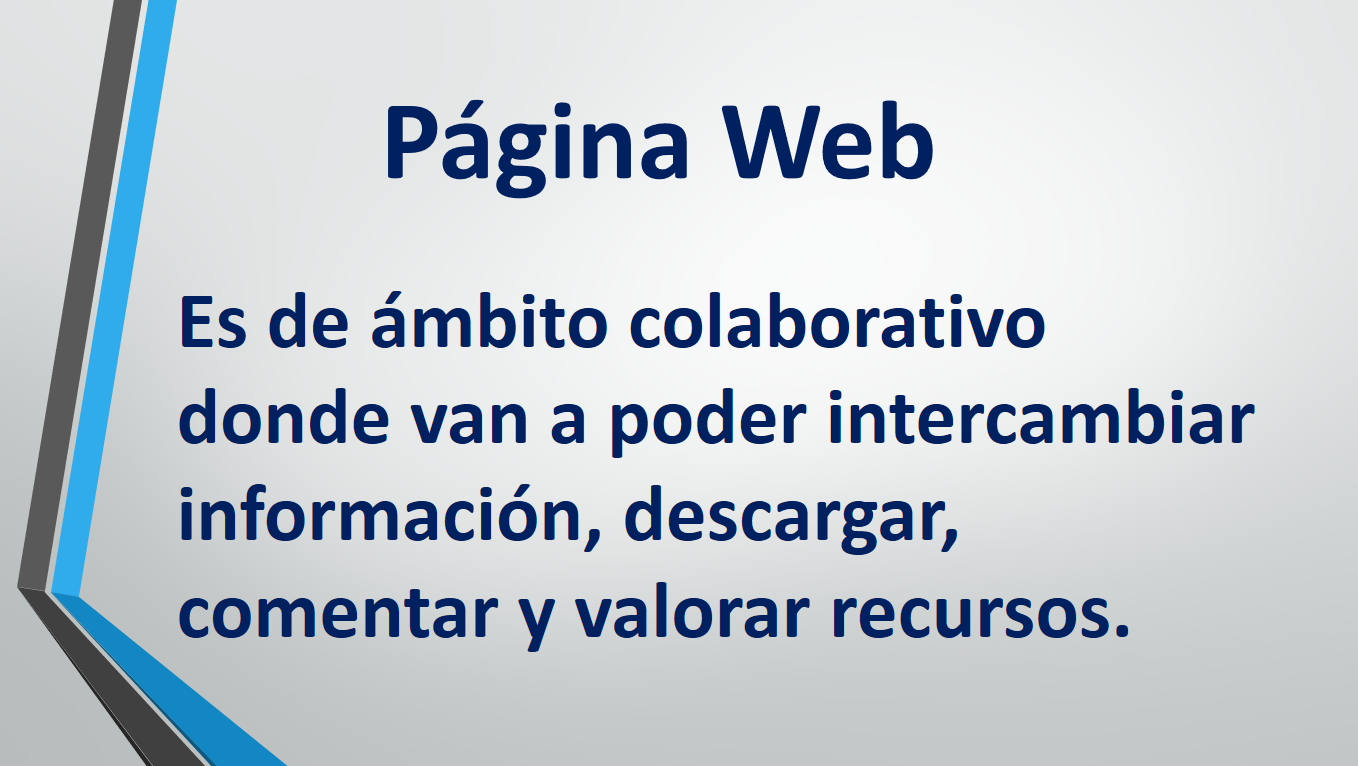 Página Web
Es de ámbito colaborativo
donde van a poder intercambiar
información, descargar,
comentar y valorar recursos.